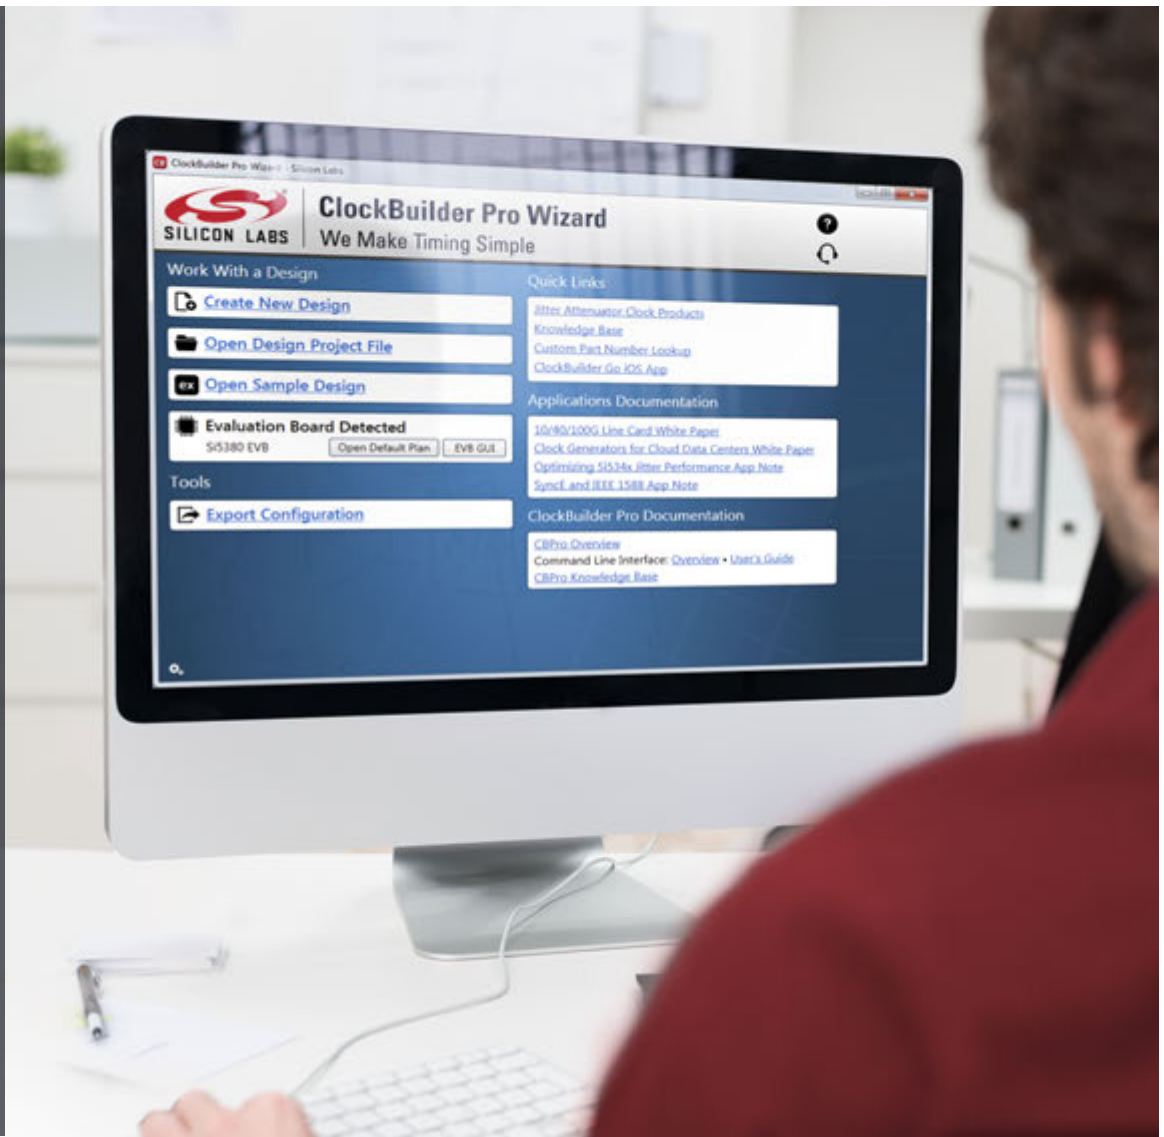 ClockBuilder Pro Wizard - Silicon Labs
SILICON LABS
ClockBuilder Pro Wizard
We Make Timing Simple
?
Work With a Design
Create New Design
Open Design Project File
ex Open Sample Design
Evaluation Board Detected
Si5380 EVB
Open Default Plan
EVB GUI
Tools
Export Configuration
Quick Links
Jitter Attenuator Clock Products
Knowledge Base
Custom Part Number Lookup
ClockBuilder Go iOS App
Applications Documentation
10/40/100G Line Card White Paper
Clock Generators for Cloud Data Centers White Paper
Optimizing Si534x Jitter Performance App Note
SyncE and IEEE 1588 App Note
ClockBuilder Pro Documentation
CBPro Overview
Command Line Interface: Overview • User's Guide
CBPro Knowledge Base